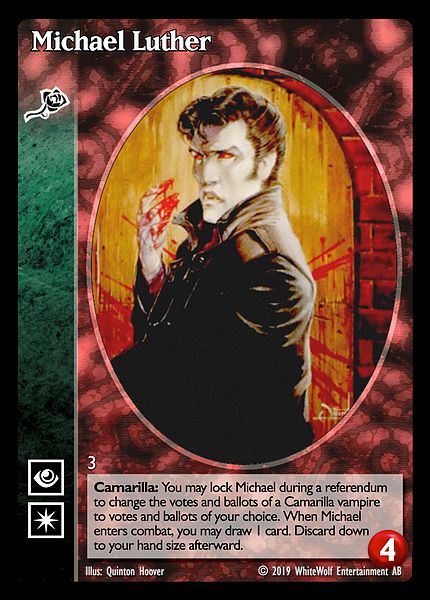 Michael Luther
3
Camarilla: You may lock Michael during a referendum
to change the votes and ballots of a Camarilla vampire
to votes and ballots of your choice. When Michael
enters combat, you may draw 1 card. Discard down
to your hand size afterward.
4
Illus: Quinton Hoover
© 2019 WhiteWolf Entertainment AB